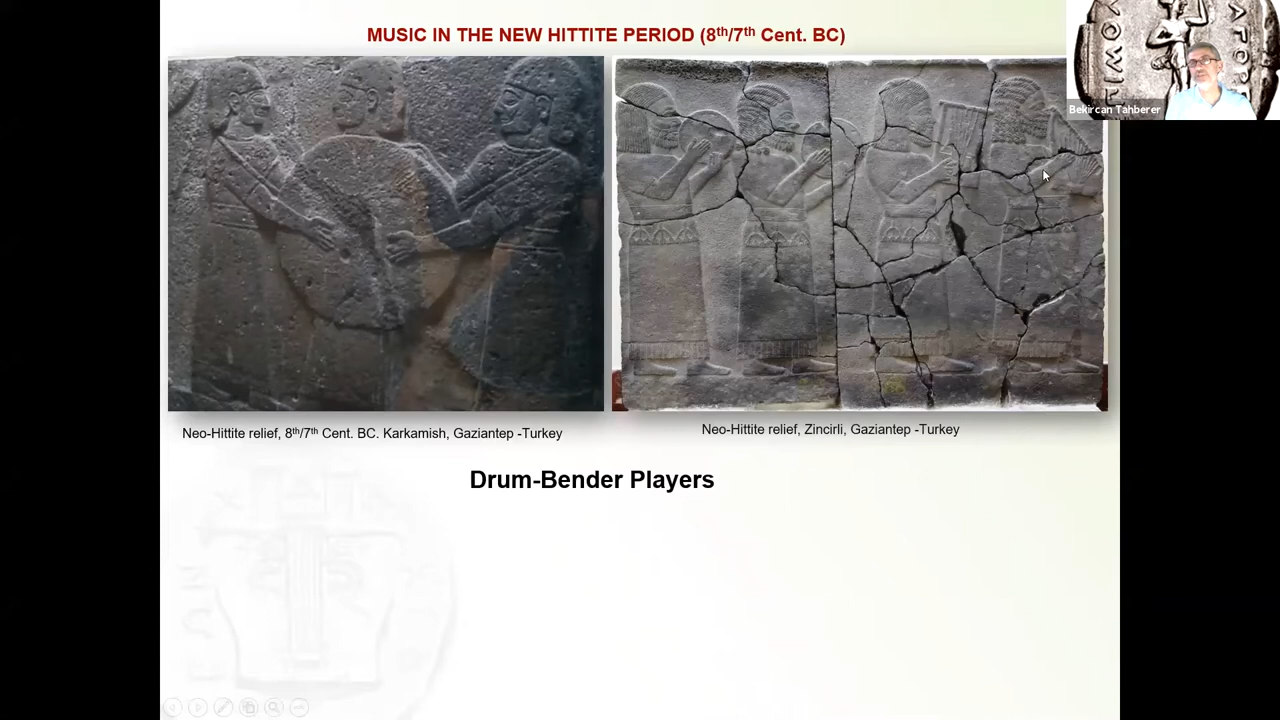 MUSIC IN THE NEW HITTITE PERIOD (8th/7th Cent. BC)
Bekircan Tahberer
Neo-Hittite relief, 8th/7th Cent. BC. Karkamish, Gaziantep -Turkey
Neo-Hittite relief, Zincirli, Gaziantep -Turkey
Drum-Bender Players